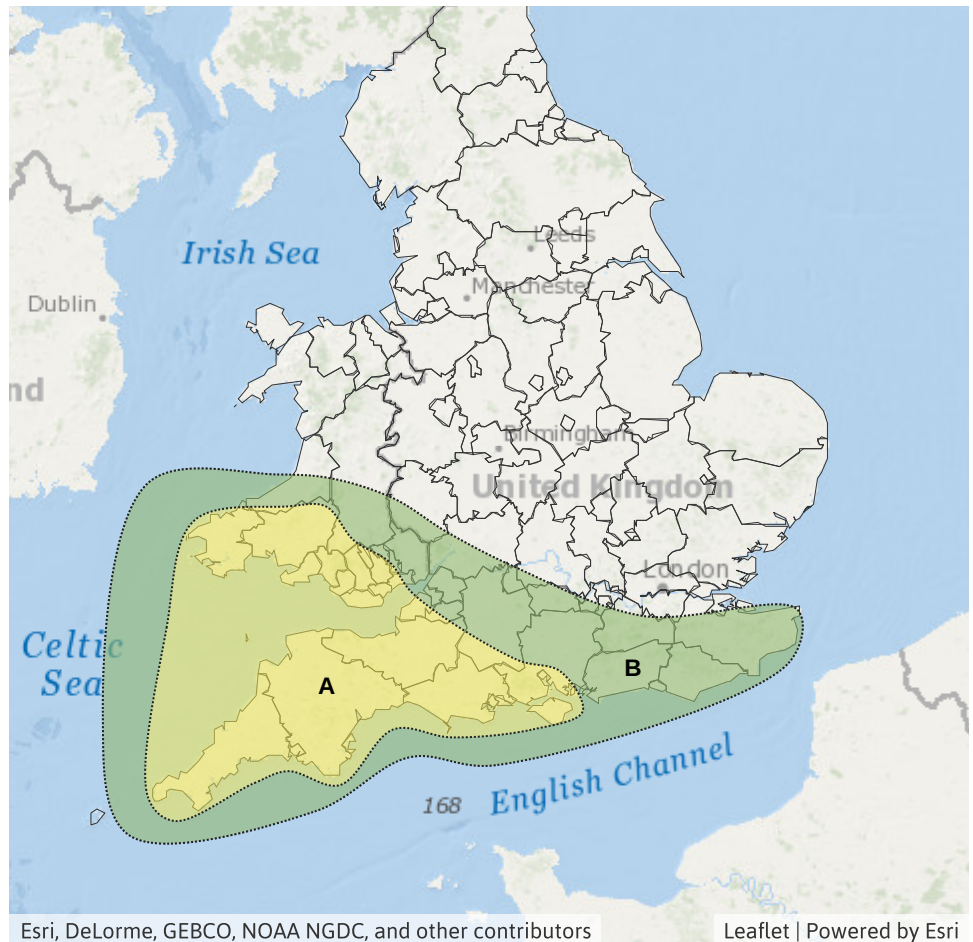 Leeds
Irish Sea
Manchester
Dublin
nd
Birmingham
United Kingdom
London
Celtic
Sea
A
B
English Channel
168
Esri, DeLorme, GEBCO, NOAA NGDC, and other contributors
Leaflet | Powered by Esri